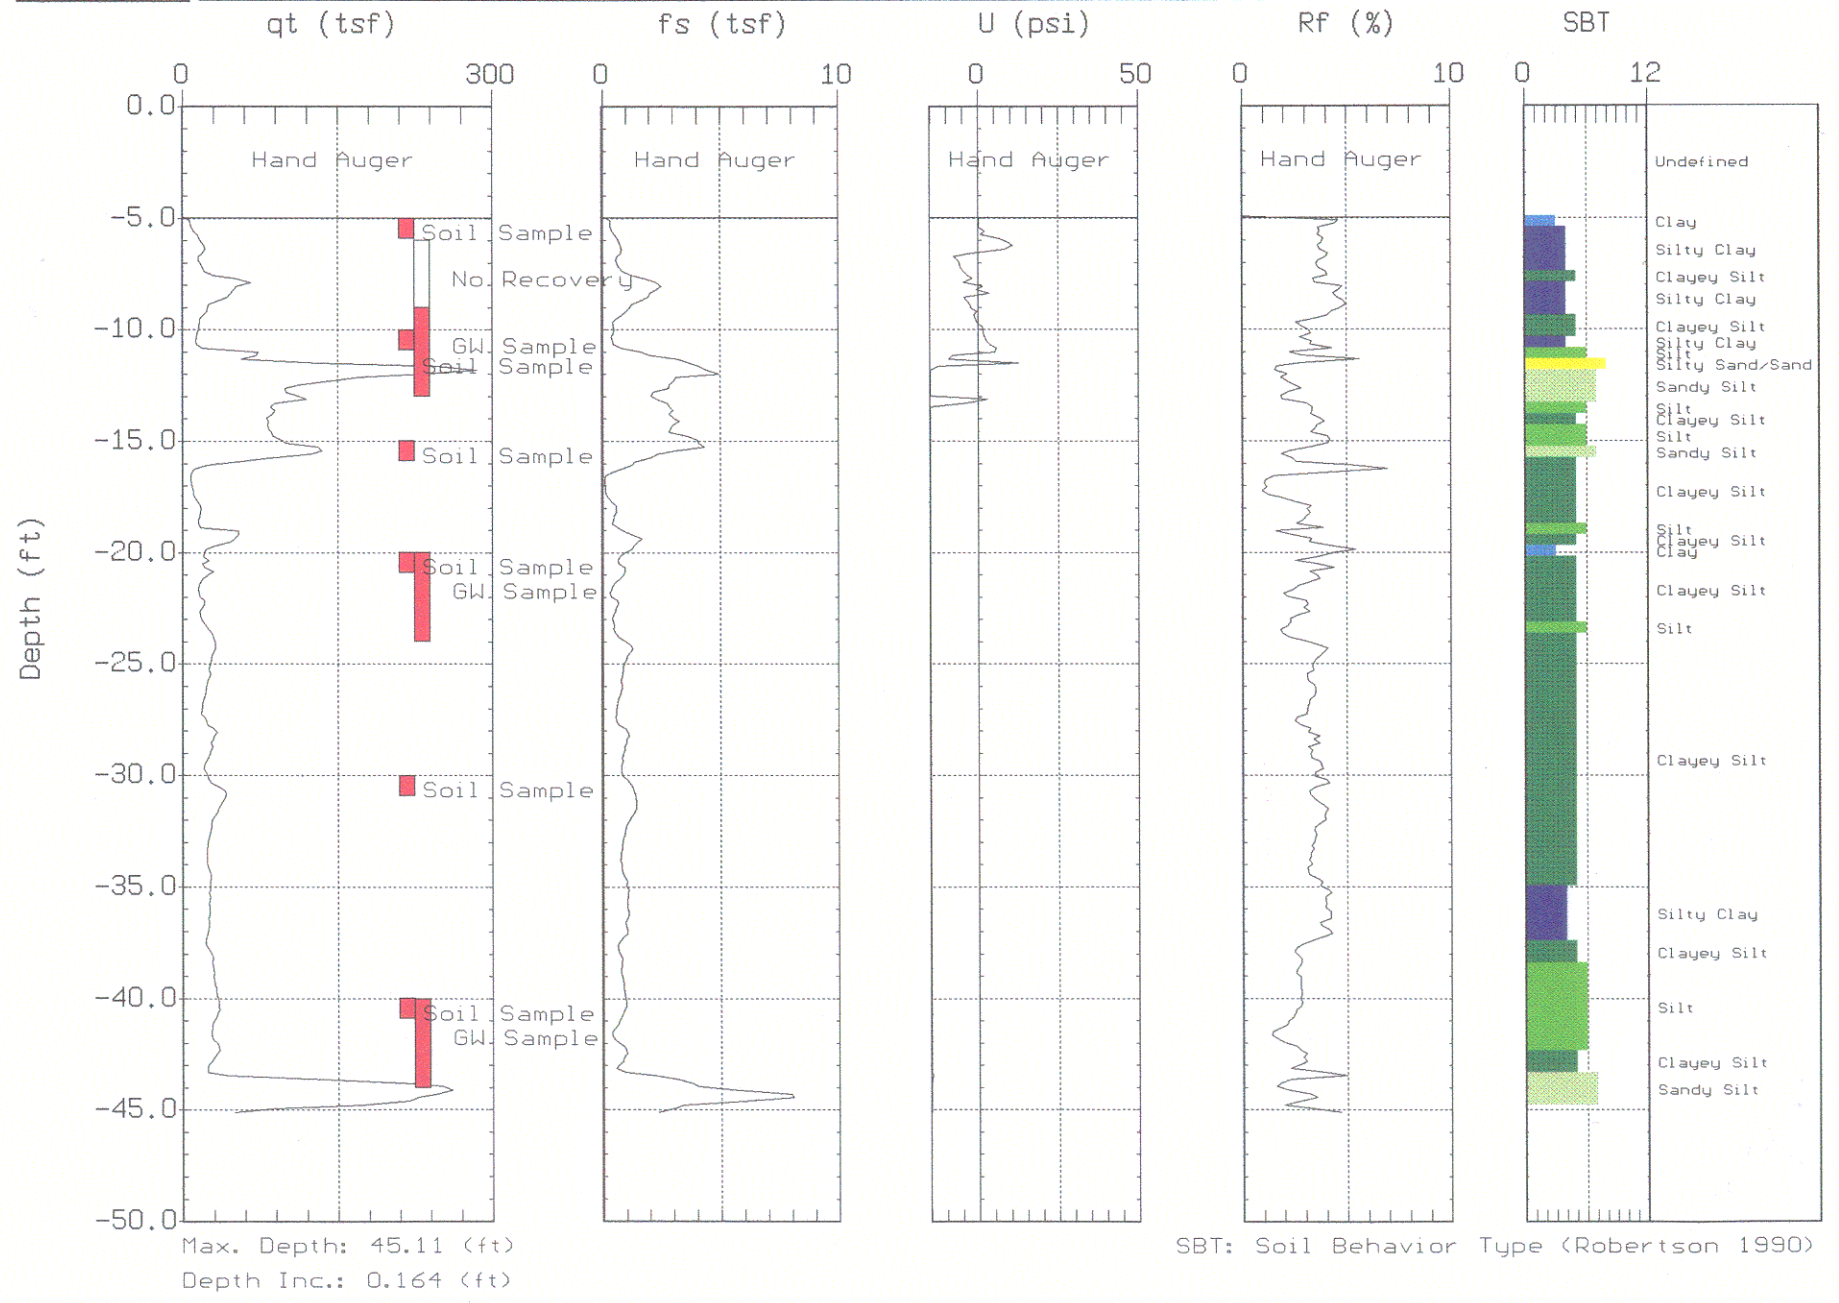 qt (tsf) fs (tsf) U (psi) Rf (%) SBT
0 300 0 10 0 50 0 10 0 12
0.0
Hand Auger Hand Auger Hand Auger Hand Auger Undefined
-5.0
Clay
Soil Sample
Silty Clay
Clayey Silt
No Recovery
Silty Clay
Clayey Silt
-10.0
Silty Clay
GW Sample
Silt
Silty Sand/Sand
Soil Sample
Sandy Silt
Silt
Clayey Silt
Silt
-15.0
Sandy Silt
Soil Sample
Clayey Silt
Silt
Clayey Silt
Clay
-20.0
Soil Sample
Clayey Silt
GW Sample
Silt
Depth (ft)
-25.0
Clayey Silt
-30.0
Soil Sample
-35.0
Silty Clay
Clayey Silt
-40.0
Silt
Soil Sample
GW Sample
Clayey Silt
Sandy Silt
-45.0
-50.0
Max. Depth: 45.11 (ft)
SBT: Soil Behavior Type (Robertson 1990)
Depth Inc.: 0.164 (ft)